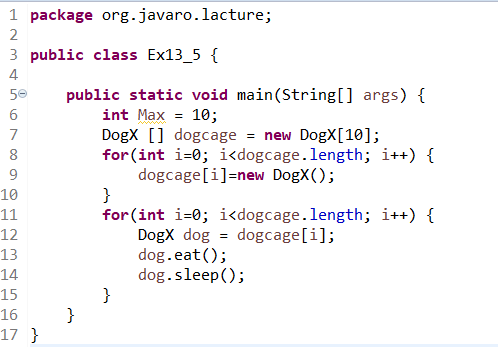 1 package org.javaro.lacture;
2
3 public class Ex13_5 {
4
5     public static void main(String[] args) {
6         int Max = 10;
7         DogX [] dogcage = new DogX[10];
8         for(int i=0; i<dogcage.length; i++) {
9             dogcage[i]=new DogX();
10         }
11         for(int i=0; i<dogcage.length; i++) {
12             DogX dog = dogcage[i];
13             dog.eat();
14             dog.sleep();
15         }
16     }
17 }